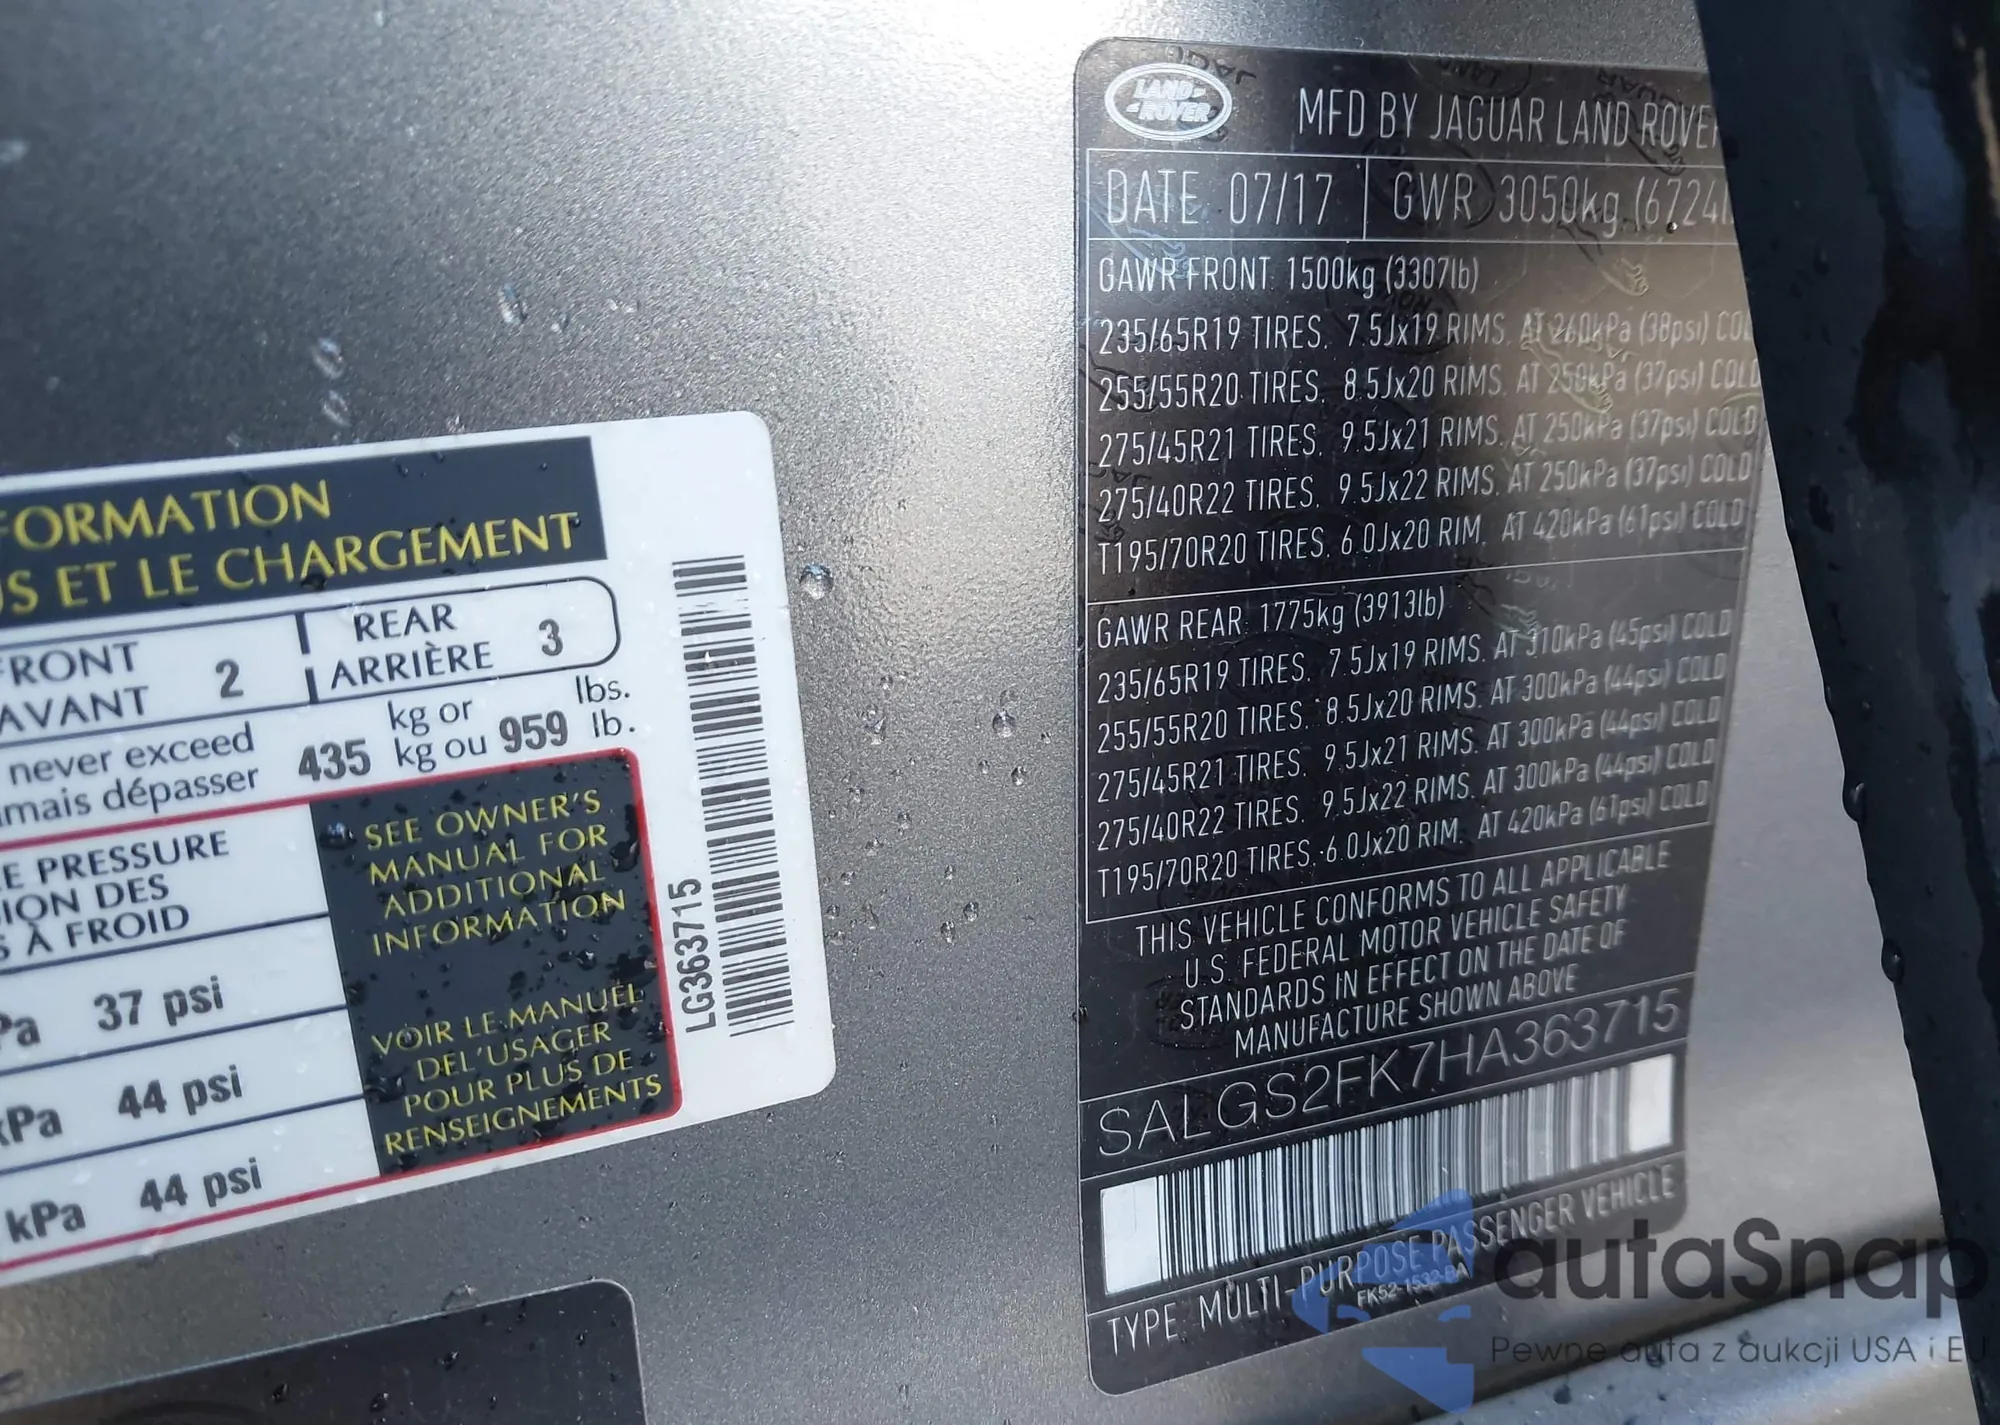 FORMATION
US ET LE CHARGEMENT
FRONT
AVANT 2
REAR
ARRIÈRE 3
never exceed
jamais dépasser 435 kg or
kg ou 959 lbs.
lb.
E PRESSURE
ION DES
S À FROID
Pa 37 psi
kPa 44 psi
kPa 44 psi
SEE OWNER'S
MANUAL FOR
ADDITIONAL
INFORMATION
VOIR LE MANUEL
DEL'USAGER
POUR PLUS DE
RENSEIGNEMENTS
LG363715
LAND-
-ROVER
MFD BY JAGUAR LAND ROVER
DATE 07/17 GWR 3050kg (6724l
GAWR FRONT 1500kg (3307lb)
235/65R19 TIRES. 7.5Jx19 RIMS. AT 260kPa (38psi) COL
255/55R20 TIRES. 8.5Jx20 RIMS. AT 250kPa (37psi) COLD
275/45R21 TIRES. 9.5Jx21 RIMS. AT 250kPa (37psi) COLD
275/40R22 TIRES. 9.5Jx22 RIMS. AT 250kPa (37psi) COLD
T195/70R20 TIRES. 6.0Jx20 RIM. AT 420kPa (61psi) COLD
GAWR REAR 1775kg (3913lb)
235/65R19 TIRES. 7.5Jx19 RIMS. AT 310kPa (45psi) COLD
255/55R20 TIRES. 8.5Jx20 RIMS. AT 300kPa (44psi) COLD
275/45R21 TIRES. 9.5Jx21 RIMS. AT 300kPa (44psi) COLD
275/40R22 TIRES. 9.5Jx22 RIMS. AT 300kPa (44psi) COLD
T195/70R20 TIRES. 6.0Jx20 RIM. AT 420kPa (61psi) COLD
THIS VEHICLE CONFORMS TO ALL APPLICABLE
U.S. FEDERAL MOTOR VEHICLE SAFETY
STANDARDS IN EFFECT ON THE DATE OF
MANUFACTURE SHOWN ABOVE
SALGS2FK7HA363715
TYPE MULTI-PURPOSE PASSENGER VEHICLE
FK52-1532-BA
autaSnap
Pewne auta z aukcji USA i EU